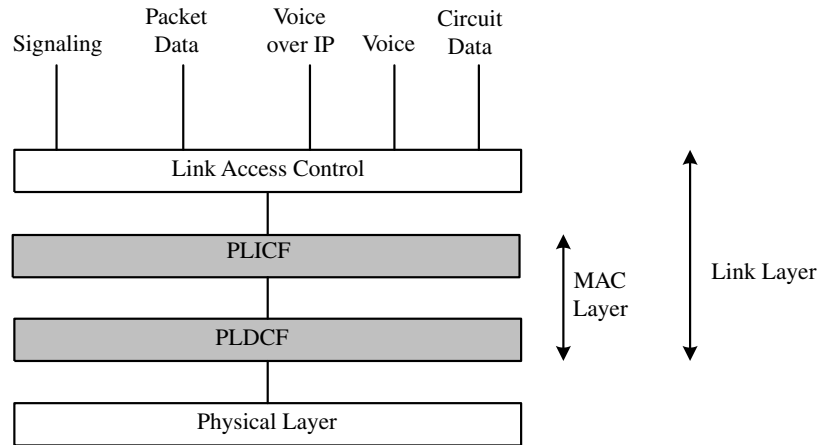 Signaling
Packet
Data
Voice
over IP
Voice
Circuit
Data
Link Access Control
PLICF
MAC
Layer
Link Layer
PLDCF
Physical Layer